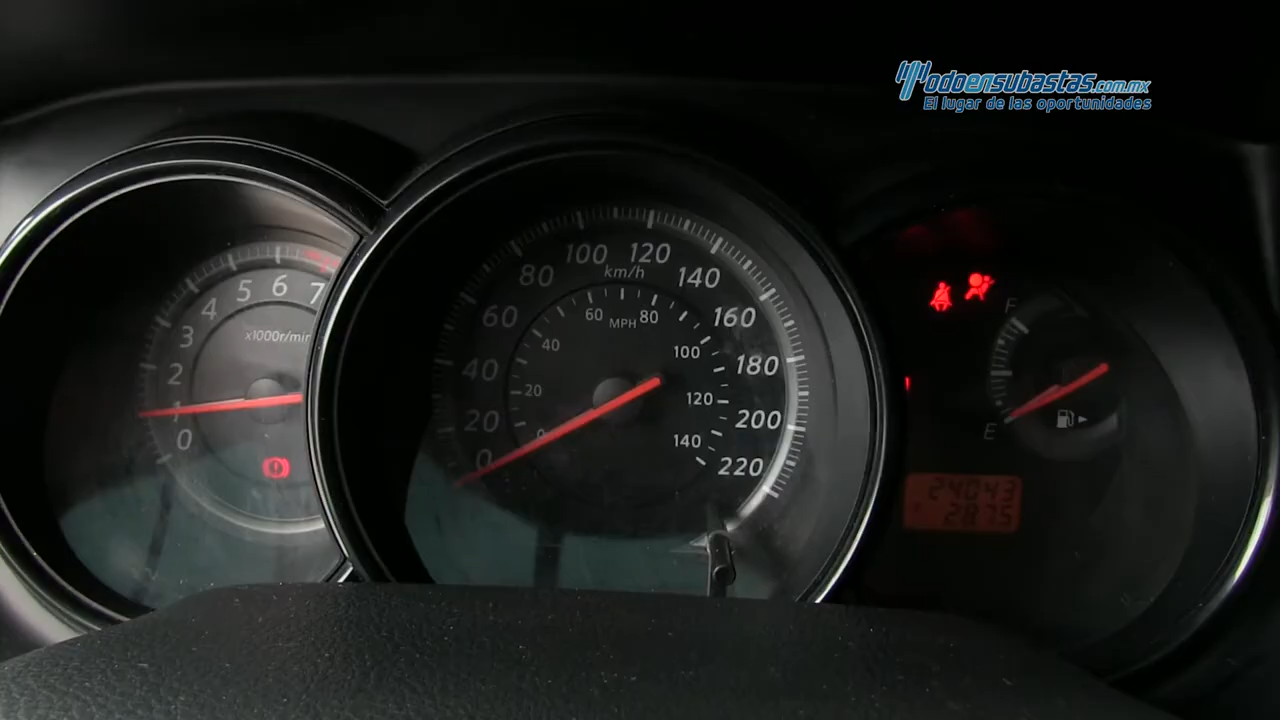 Todoensubastas.com.mx
El lugar de las oportunidades
0 1 2 3 4 5 6 7
x1000r/min
0 20 40 60 80 100 120 140 160 180 200 220
km/h
0 20 40 60 80 100 120 140
MPH
F
E
24043